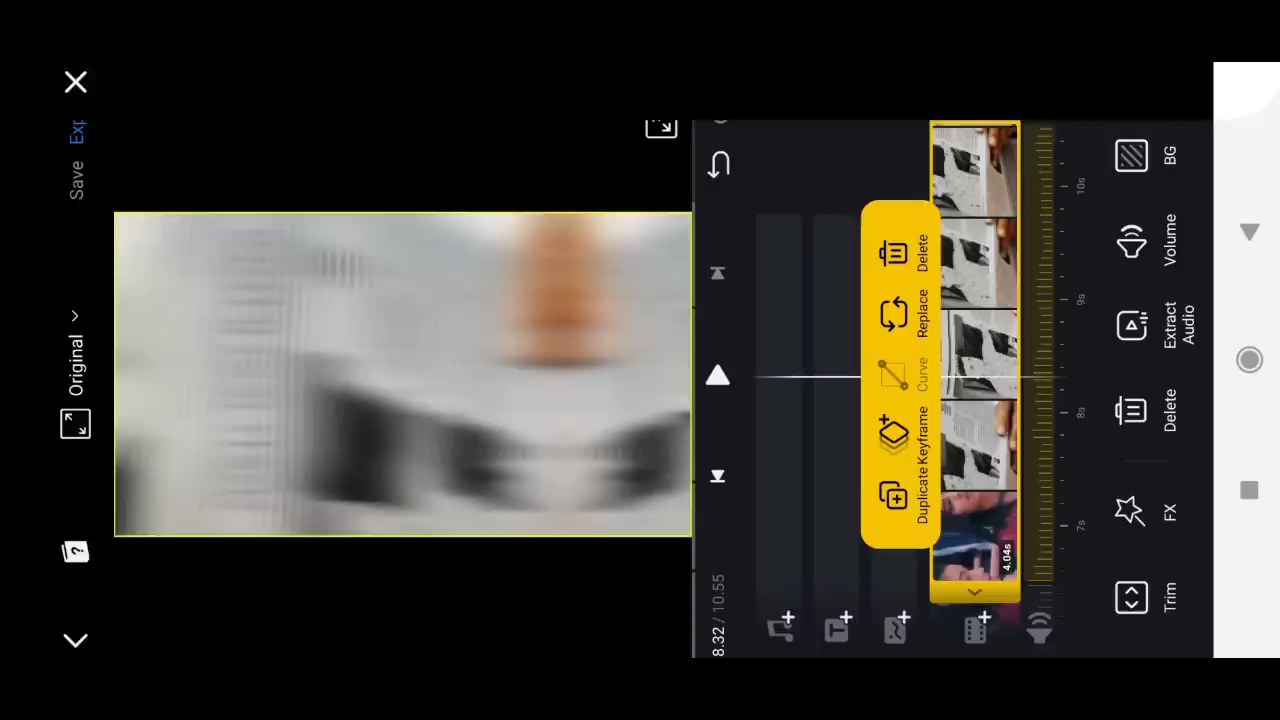 Exp
Save
Original
?
8.32 / 10.55
Duplicate
Keyframe
Curve
Replace
Delete
4.04s
7s
8s
9s
10s
Trim
FX
Delete
Extract
Audio
Volume
BG